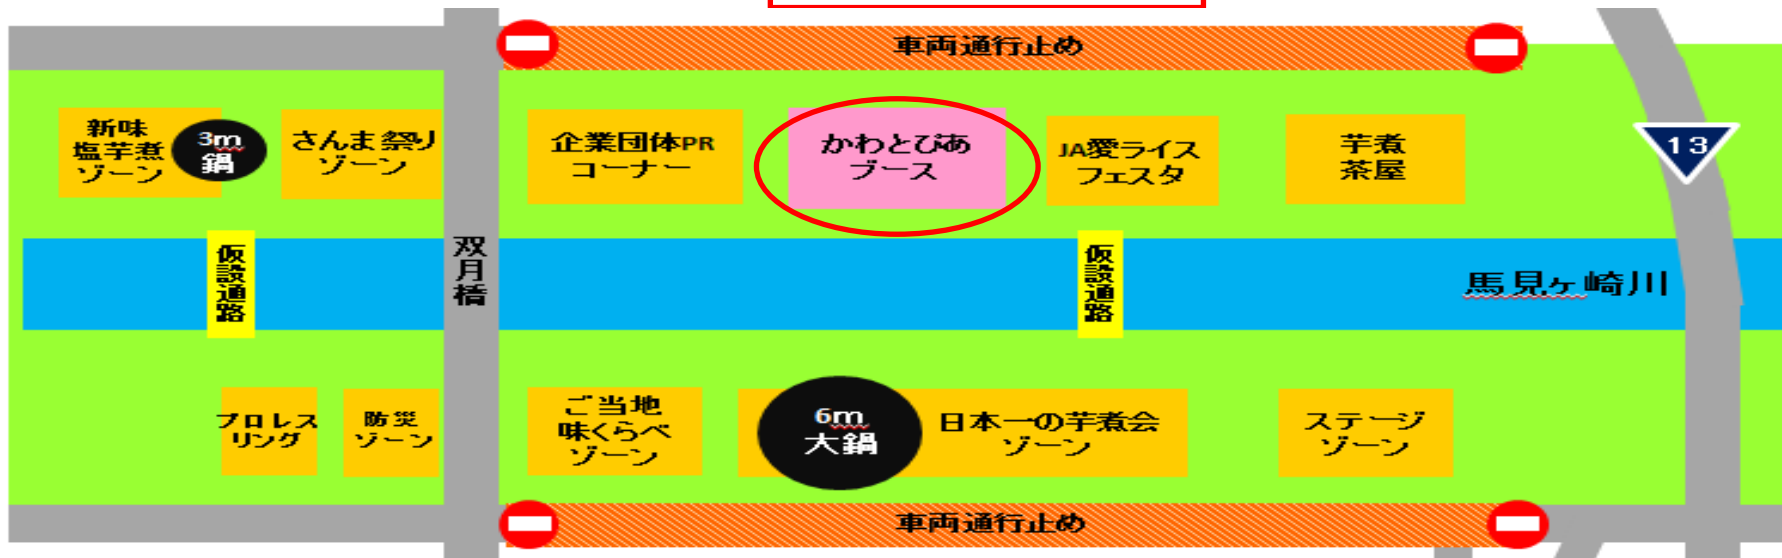 車両通行止め
新味
塩芋煮
ゾーン
3m
鍋
さんま祭り
ゾーン
企業団体PR
コーナー
かわとぴあ
ブース
JA愛ライス
フェスタ
芋煮
茶屋
13
仮設通路
双月橋
仮設通路
馬見ヶ崎川
プロレス
リング
防災
ゾーン
ご当地
味くらべ
ゾーン
6m
大鍋
日本一の芋煮会
ゾーン
ステージ
ゾーン
車両通行止め